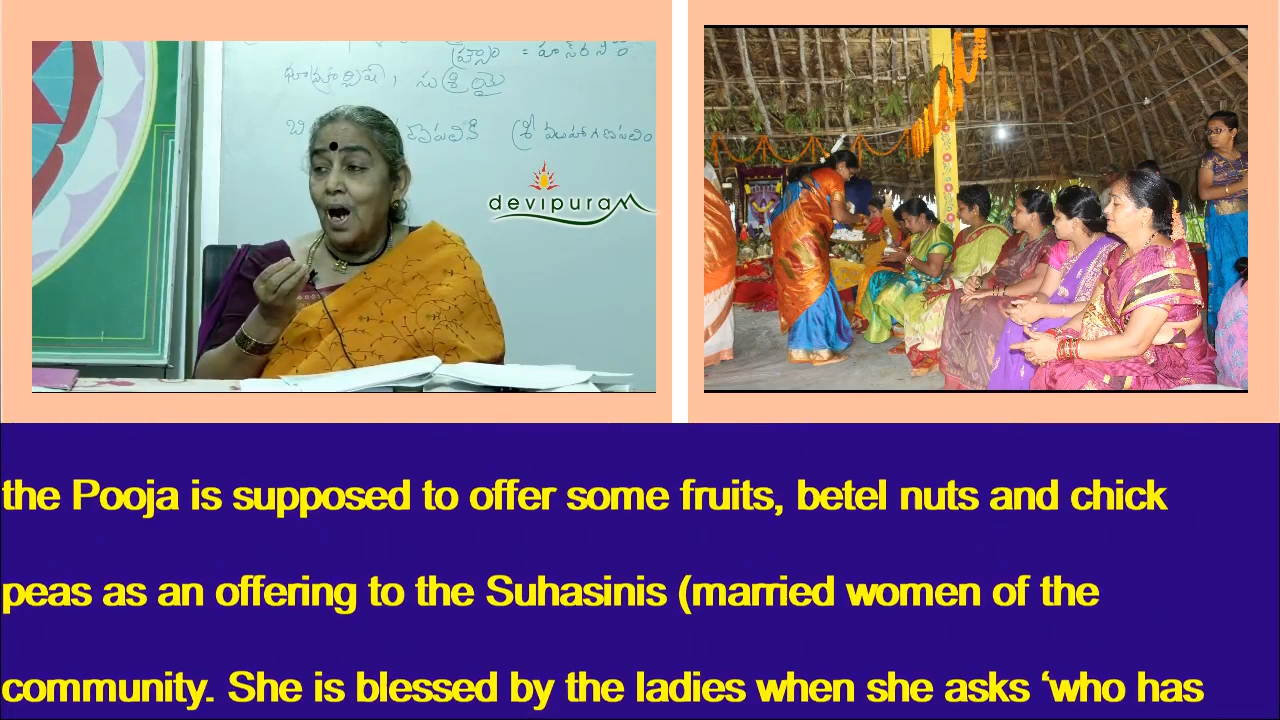 సుశ్రియై
devipuram
the Pooja is supposed to offer some fruits, betel nuts and chick
peas as an offering to the Suhasinis (married women of the
community. She is blessed by the ladies when she asks ‘who has